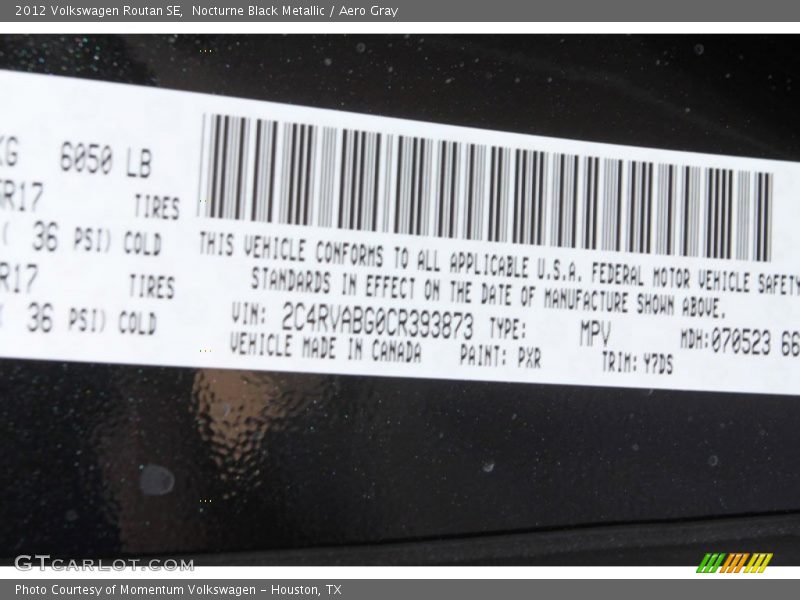 2012 Volkswagen Routan SE, Nocturne Black Metallic / Aero Gray
KG 6050 LB
R17 TIRES
( 36 PSI) COLD
R17 TIRES
36 PSI) COLD
THIS VEHICLE CONFORMS TO ALL APPLICABLE U.S.A. FEDERAL MOTOR VEHICLE SAFETY
STANDARDS IN EFFECT ON THE DATE OF MANUFACTURE SHOWN ABOVE.
VIN: 2C4RVABG0CR393873 TYPE: MPV MDH:070523 66
VEHICLE MADE IN CANADA PAINT: PXR TRIM: Y7DS
GTCARLOT.COM
Photo Courtesy of Momentum Volkswagen - Houston, TX